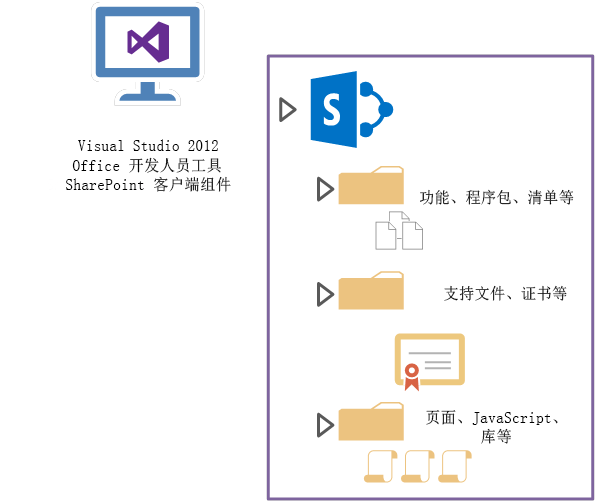 Visual Studio 2012
Office 开发人员工具
SharePoint 客户端组件
S
功能、程序包、清单等
支持文件、证书等
页面、JavaScript、
库等